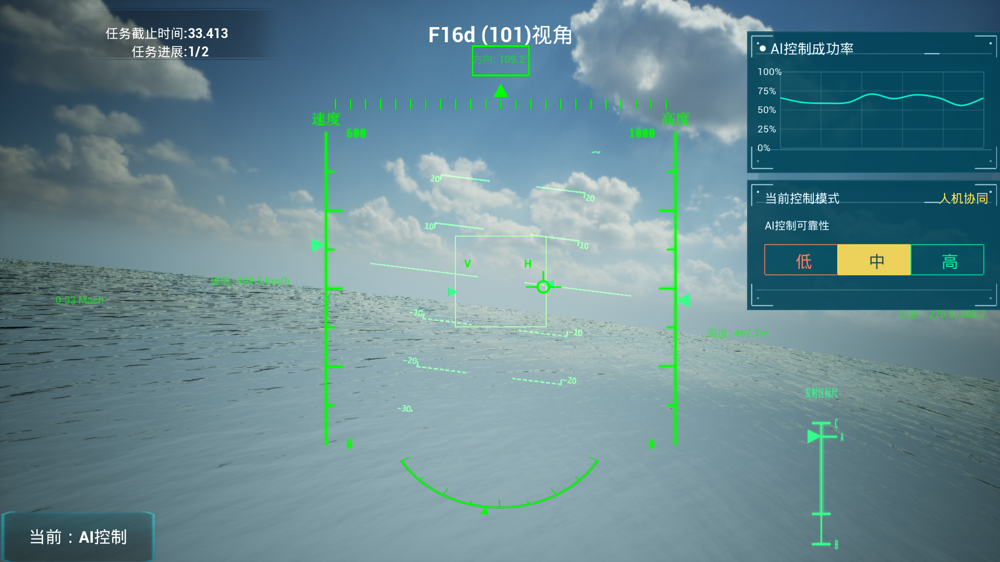 任务截止时间:33.413
任务进展:1/2
F16d (101)视角
方向: 109.2°
AI控制成功率
100%
75%
50%
25%
0%
速度
高度
600
1000
20
20
10
10
V
H
-10
-10
-20
-20
-30
速度: 409.5 km/h
0.33 Mach
高度: 467.7m
当前控制模式
人机协同
AI控制可靠性
低
中
高
位置: -276.9, 588.7
发射区标尺
C
A
B
0
0
当前：AI控制